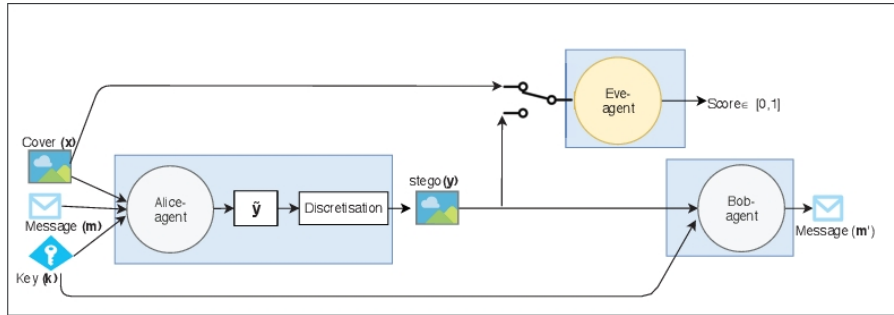 Eve-
agent
Score∈ [0,1]
Cover (x)
Alice-
agent
ỹ
Discretisation
stego(y)
Bob-
agent
Message (m)
Message (m')
Key (k)